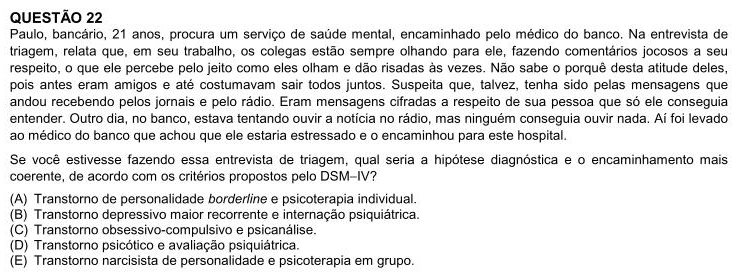 QUESTÃO 22
Paulo, bancário, 21 anos, procura um serviço de saúde mental, encaminhado pelo médico do banco. Na entrevista de
triagem, relata que, em seu trabalho, os colegas estão sempre olhando para ele, fazendo comentários jocosos a seu
respeito, o que ele percebe pelo jeito como eles olham e dão risadas às vezes. Não sabe o porquê desta atitude deles,
pois antes eram amigos e até costumavam sair todos juntos. Suspeita que, talvez, tenha sido pelas mensagens que
andou recebendo pelos jornais e pelo rádio. Eram mensagens cifradas a respeito de sua pessoa que só ele conseguia
entender. Outro dia, no banco, estava tentando ouvir a notícia no rádio, mas ninguém conseguia ouvir nada. Aí foi levado
ao médico do banco que achou que ele estaria estressado e o encaminhou para este hospital.
Se você estivesse fazendo essa entrevista de triagem, qual seria a hipótese diagnóstica e o encaminhamento mais
coerente, de acordo com os critérios propostos pelo DSM–IV?
(A) Transtorno de personalidade borderline e psicoterapia individual.
(B) Transtorno depressivo maior recorrente e internação psiquiátrica.
(C) Transtorno obsessivo-compulsivo e psicanálise.
(D) Transtorno psicótico e avaliação psiquiátrica.
(E) Transtorno narcisista de personalidade e psicoterapia em grupo.